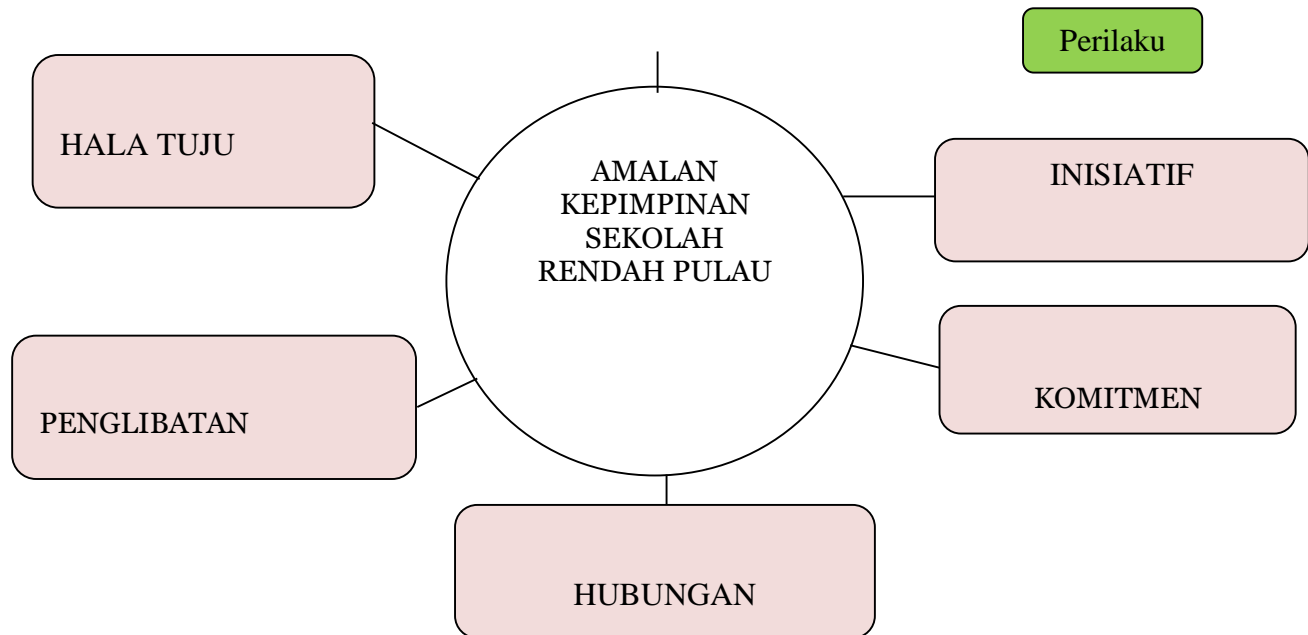 Perilaku
HALA TUJU
AMALAN
KEPIMPINAN
SEKOLAH
RENDAH PULAU
INISIATIF
PENGLIBATAN
KOMITMEN
HUBUNGAN